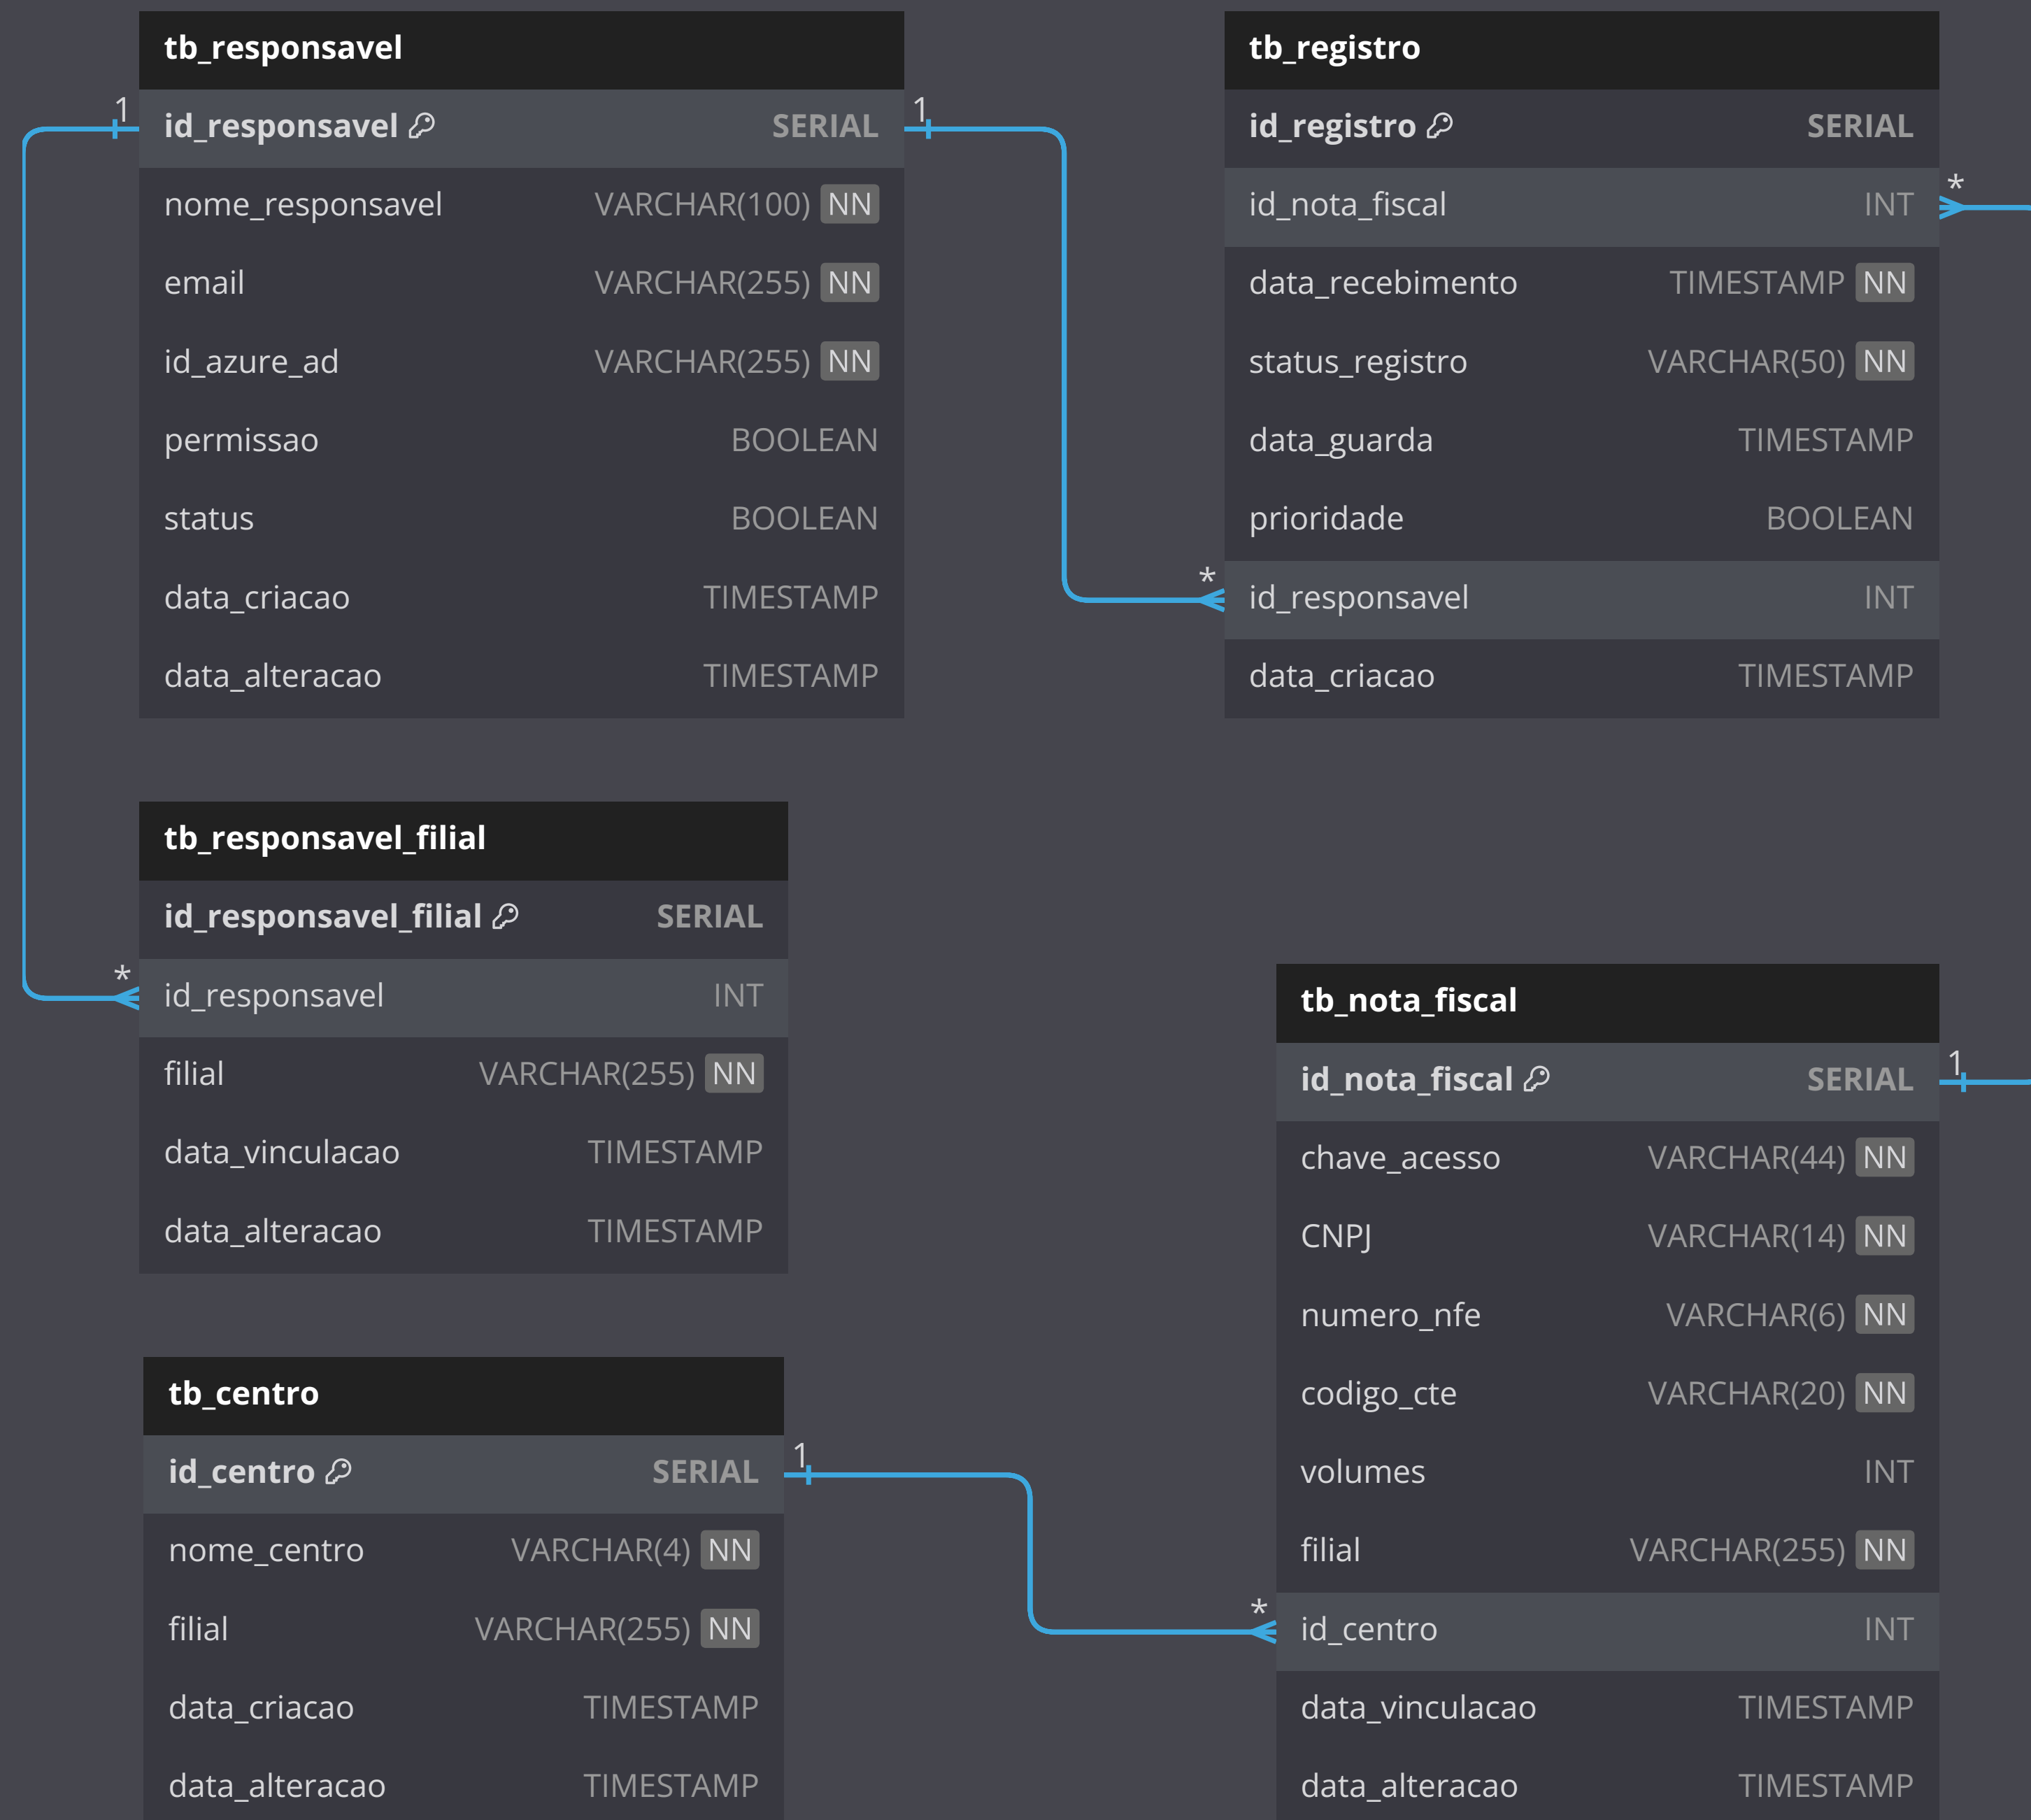 tb_responsavel
1 id_responsavel SERIAL 1
nome_responsavel VARCHAR(100) NN
email VARCHAR(255) NN
id_azure_ad VARCHAR(255) NN
permissao BOOLEAN
status BOOLEAN
data_criacao TIMESTAMP
data_alteracao TIMESTAMP
tb_registro
id_registro SERIAL
id_nota_fiscal INT *
data_recebimento TIMESTAMP NN
status_registro VARCHAR(50) NN
data_guarda TIMESTAMP
prioridade BOOLEAN
* id_responsavel INT
data_criacao TIMESTAMP
tb_responsavel_filial
id_responsavel_filial SERIAL
* id_responsavel INT
filial VARCHAR(255) NN
data_vinculacao TIMESTAMP
data_alteracao TIMESTAMP
tb_nota_fiscal
id_nota_fiscal SERIAL 1
chave_acesso VARCHAR(44) NN
CNPJ VARCHAR(14) NN
numero_nfe VARCHAR(6) NN
codigo_cte VARCHAR(20) NN
volumes INT
filial VARCHAR(255) NN
* id_centro INT
data_vinculacao TIMESTAMP
data_alteracao TIMESTAMP
tb_centro
id_centro SERIAL 1
nome_centro VARCHAR(4) NN
filial VARCHAR(255) NN
data_criacao TIMESTAMP
data_alteracao TIMESTAMP